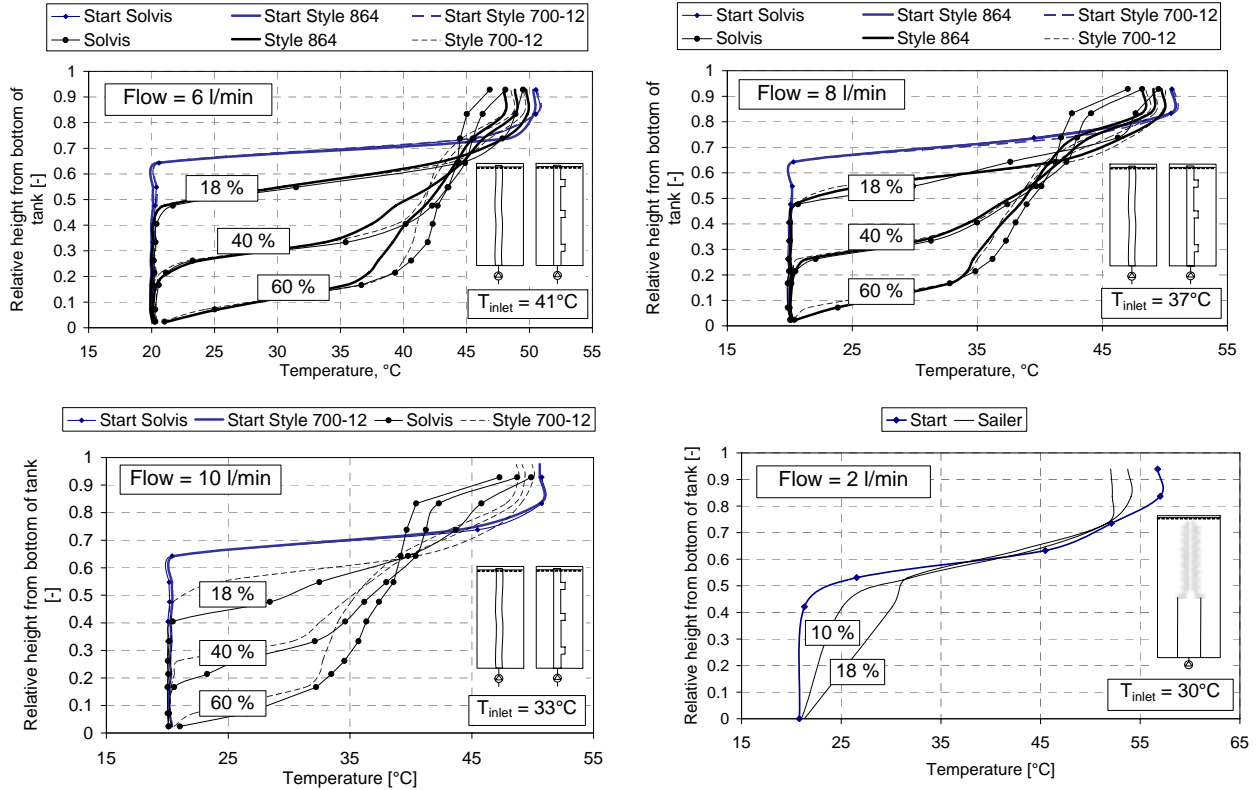 Start Solvis Start Style 864 Start Style 700-12
Solvis Style 864 Style 700-12
Relative height from bottom of
tank [-]
1
0.9
0.8
0.7
0.6
0.5
0.4
0.3
0.2
0.1
0
Flow = 6 l/min
18 %
40 %
60 %
T inlet = 41°C
15 20 25 30 35 40 45 50 55
Temperature, °C
Start Solvis Start Style 864 Start Style 700-12
Solvis Style 864 Style 700-12
Relative height from bottom of
tank [-]
1
0.9
0.8
0.7
0.6
0.5
0.4
0.3
0.2
0.1
0
Flow = 8 l/min
18 %
40 %
60 %
T inlet = 37°C
15 25 35 45 55
Temperature, °C
Start Solvis Start Style 700-12 Solvis Style 700-12
Relative height from bottom of tank
[-]
1
0.9
0.8
0.7
0.6
0.5
0.4
0.3
0.2
0.1
0
Flow = 10 l/min
18 %
40 %
60 %
T inlet = 33°C
15 25 35 45 55
Temperature [°C]
Start Sailer
Relative height from bottom of tank [-]
1
0.9
0.8
0.7
0.6
0.5
0.4
0.3
0.2
0.1
0
Flow = 2 l/min
10 %
18 %
T inlet = 30°C
15 25 35 45 55 65
Temperature [°C]